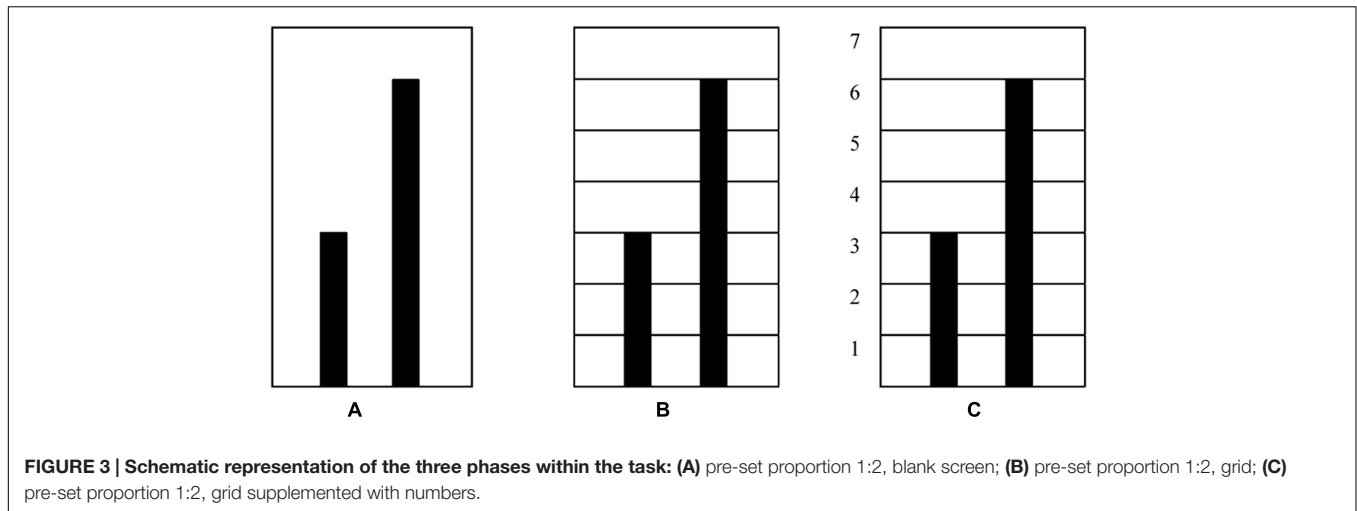 7
6
5
4
3
2
1
A B C
FIGURE 3 | Schematic representation of the three phases within the task: (A) pre-set proportion 1:2, blank screen; (B) pre-set proportion 1:2, grid; (C)
pre-set proportion 1:2, grid supplemented with numbers.